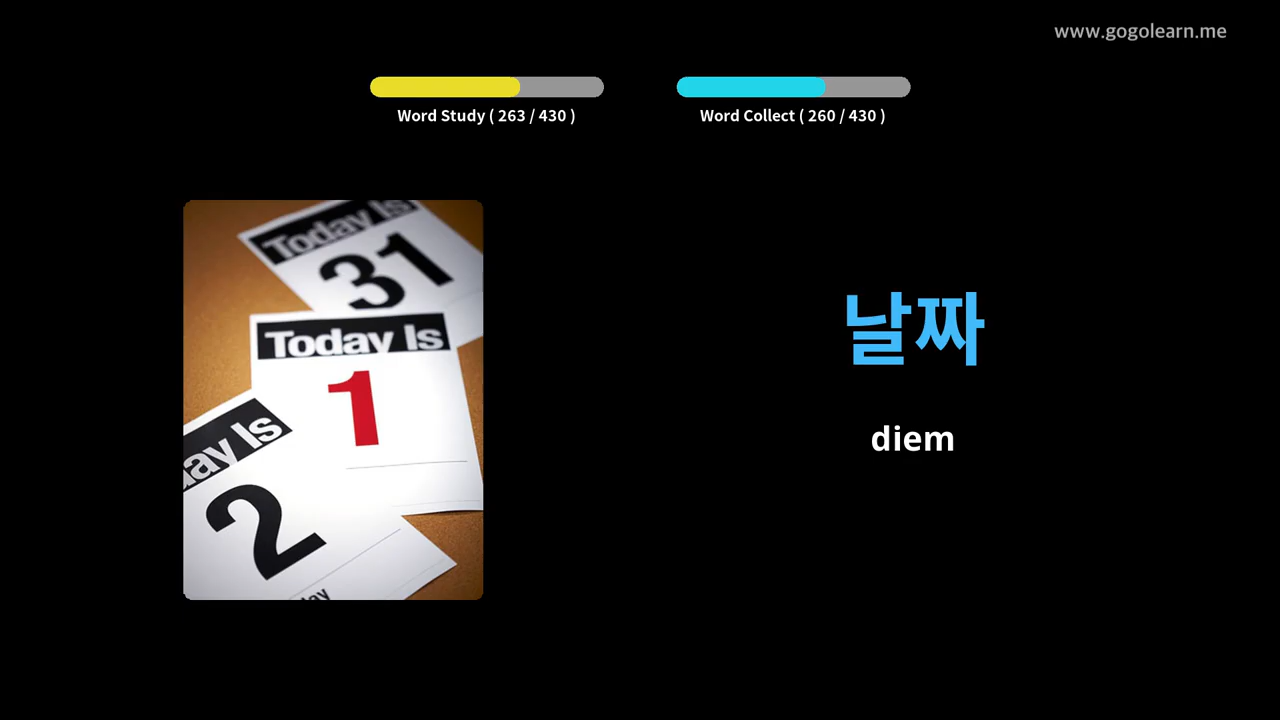 www.gogolearn.me
Word Study ( 263 / 430 )
Word Collect ( 260 / 430 )
Today Is
31
Today Is
1
ay Is
2
날짜
diem